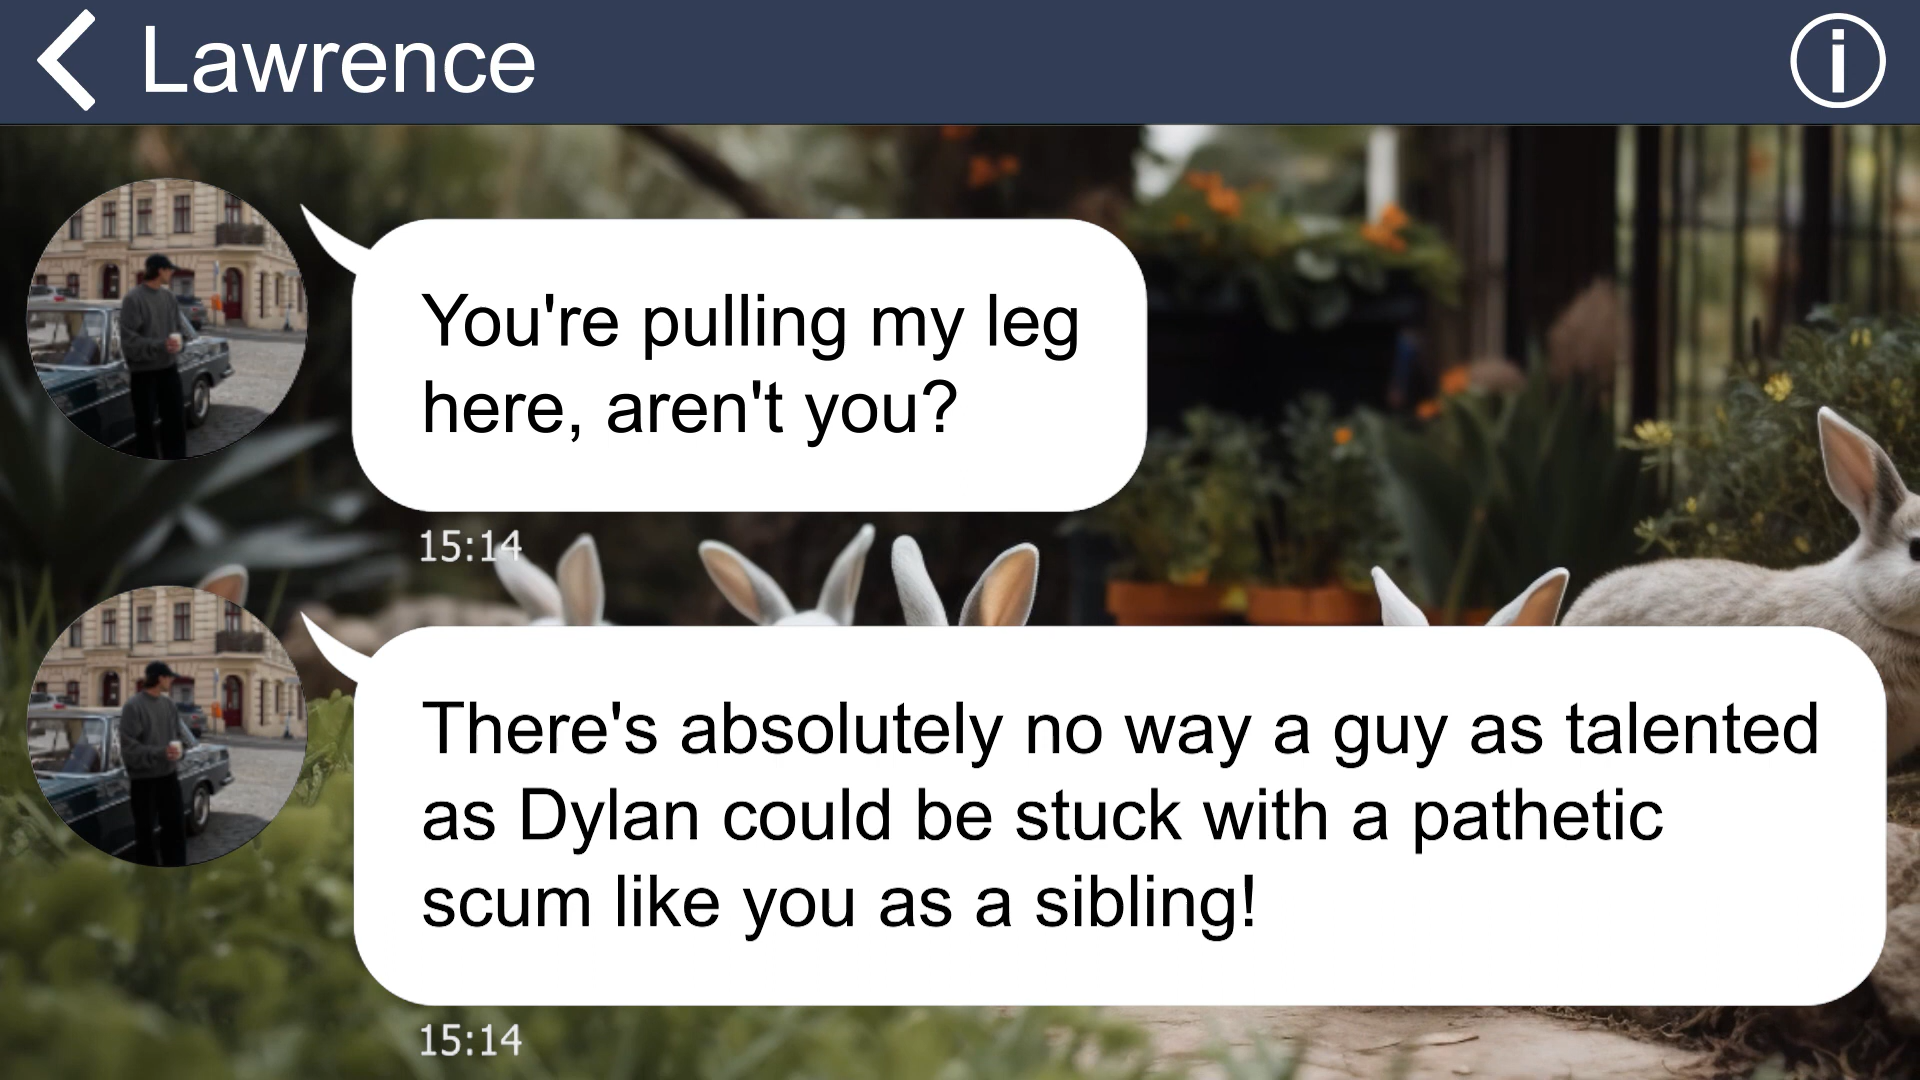 Lawrence
You're pulling my leg
here, aren't you?
15:14
There's absolutely no way a guy as talented
as Dylan could be stuck with a pathetic
scum like you as a sibling!
15:14